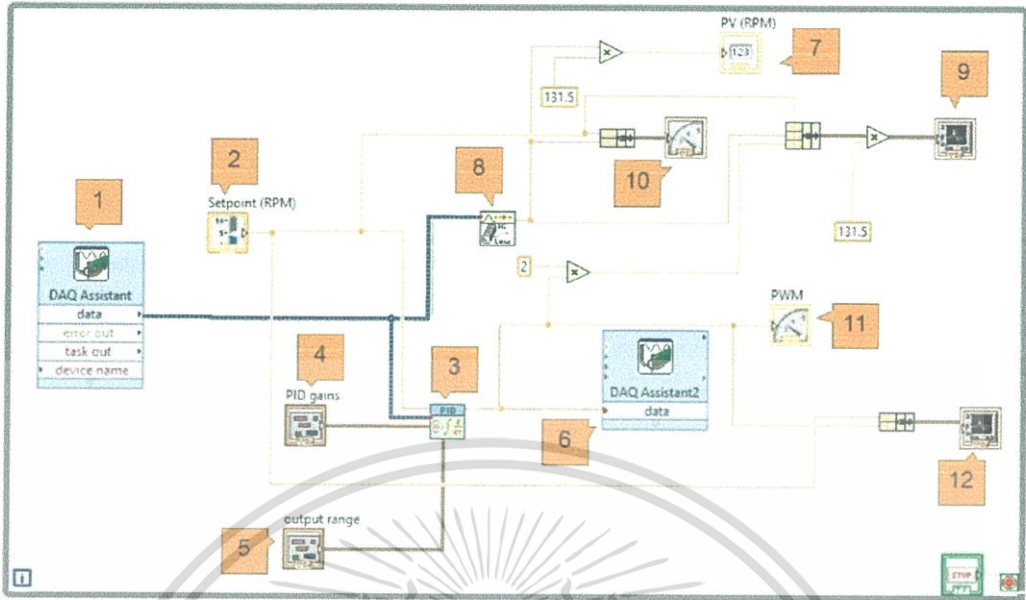 PV (RPM)
123
7
131.5
9
2
Setpoint (RPM)
8
10
1
131.5
2
DAQ Assistant
data
error out
task out
device name
PWM
11
4
3
PID gains
PID
DAQ Assistant2
data
6
12
output range
5
i
STOP